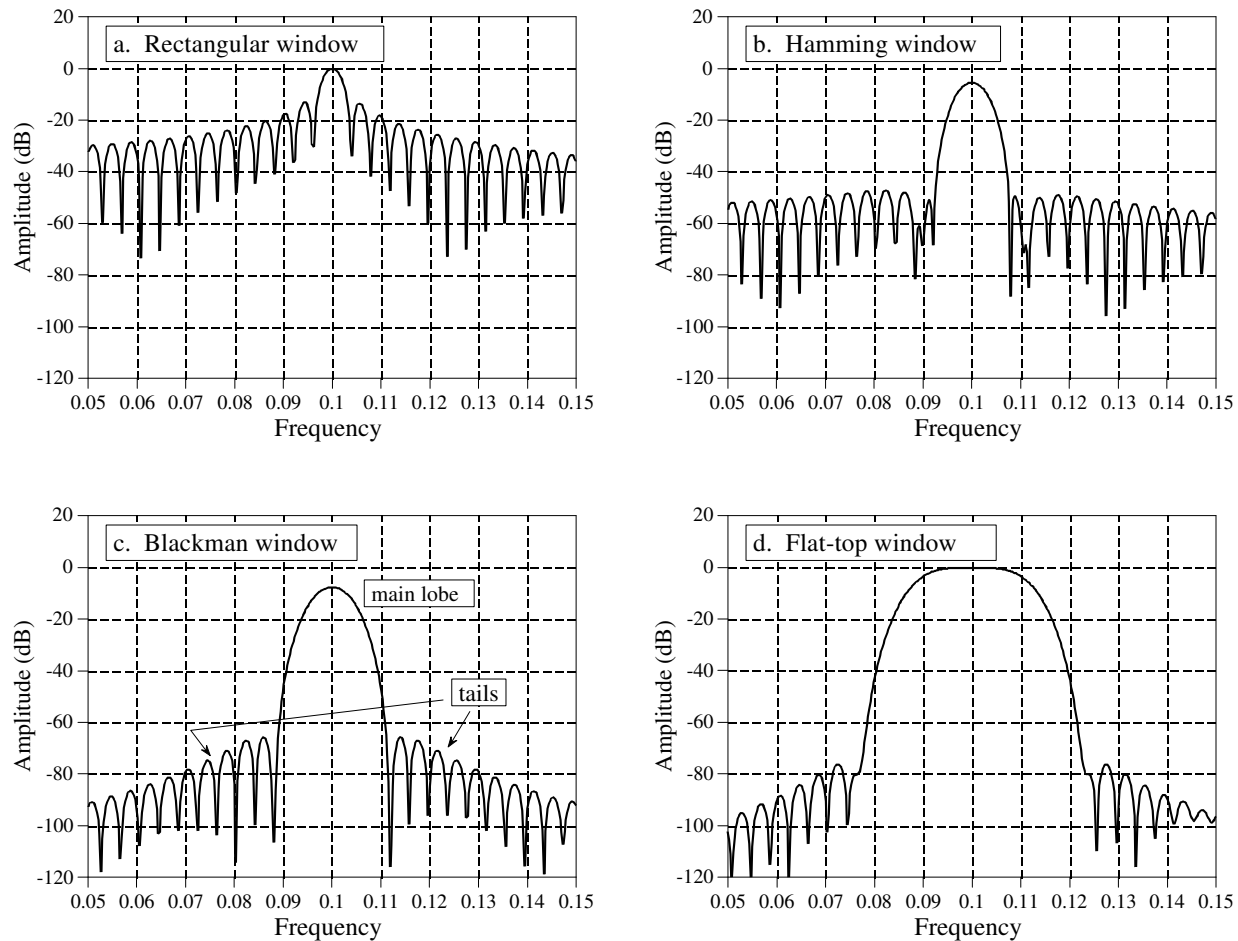 a. Rectangular window
Amplitude (dB)
20
0
-20
-40
-60
-80
-100
-120
0.05 0.06 0.07 0.08 0.09 0.1 0.11 0.12 0.13 0.14 0.15
Frequency
b. Hamming window
Amplitude (dB)
20
0
-20
-40
-60
-80
-100
-120
0.05 0.06 0.07 0.08 0.09 0.1 0.11 0.12 0.13 0.14 0.15
Frequency
c. Blackman window
main lobe
tails
Amplitude (dB)
20
0
-20
-40
-60
-80
-100
-120
0.05 0.06 0.07 0.08 0.09 0.1 0.11 0.12 0.13 0.14 0.15
Frequency
d. Flat-top window
Amplitude (dB)
20
0
-20
-40
-60
-80
-100
-120
0.05 0.06 0.07 0.08 0.09 0.1 0.11 0.12 0.13 0.14 0.15
Frequency